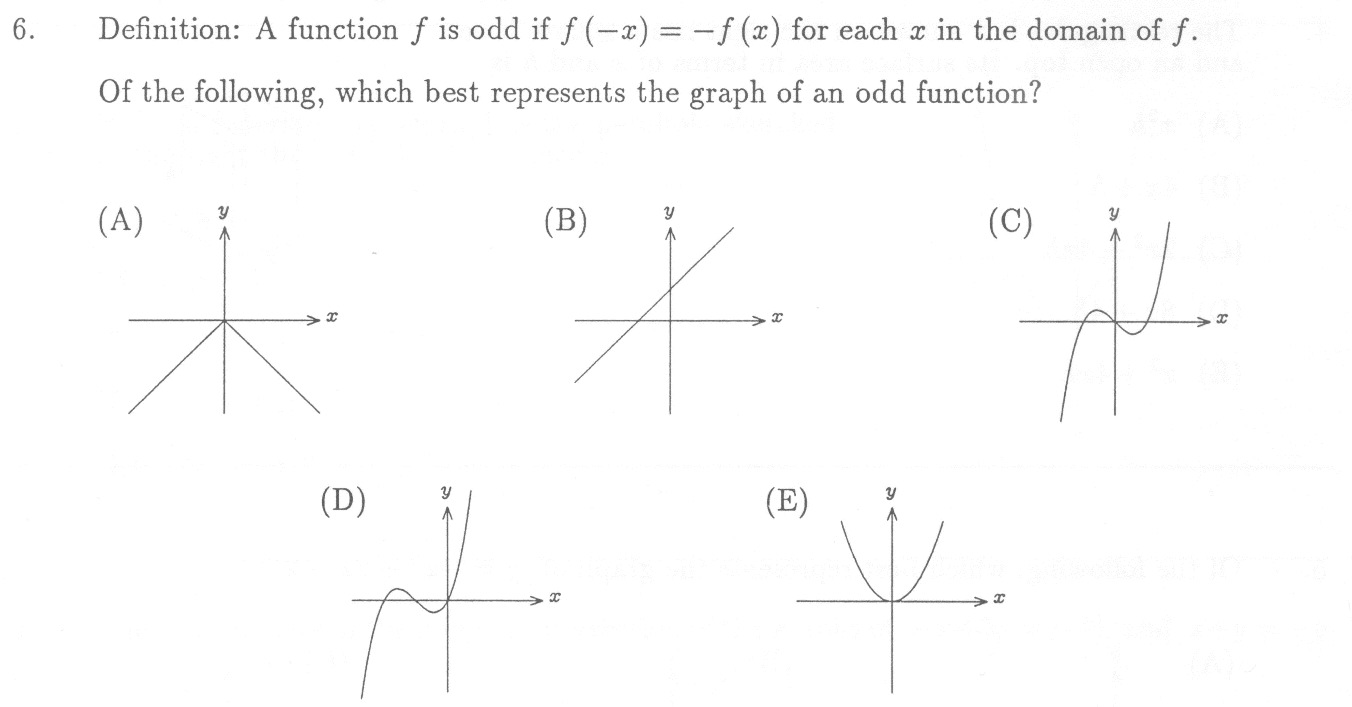 6. Definition: A function f is odd if f(−x) = −f(x) for each x in the domain of f.
Of the following, which best represents the graph of an odd function?
(A) y x
(B) y x
(C) y x
(D) y x
(E) y x